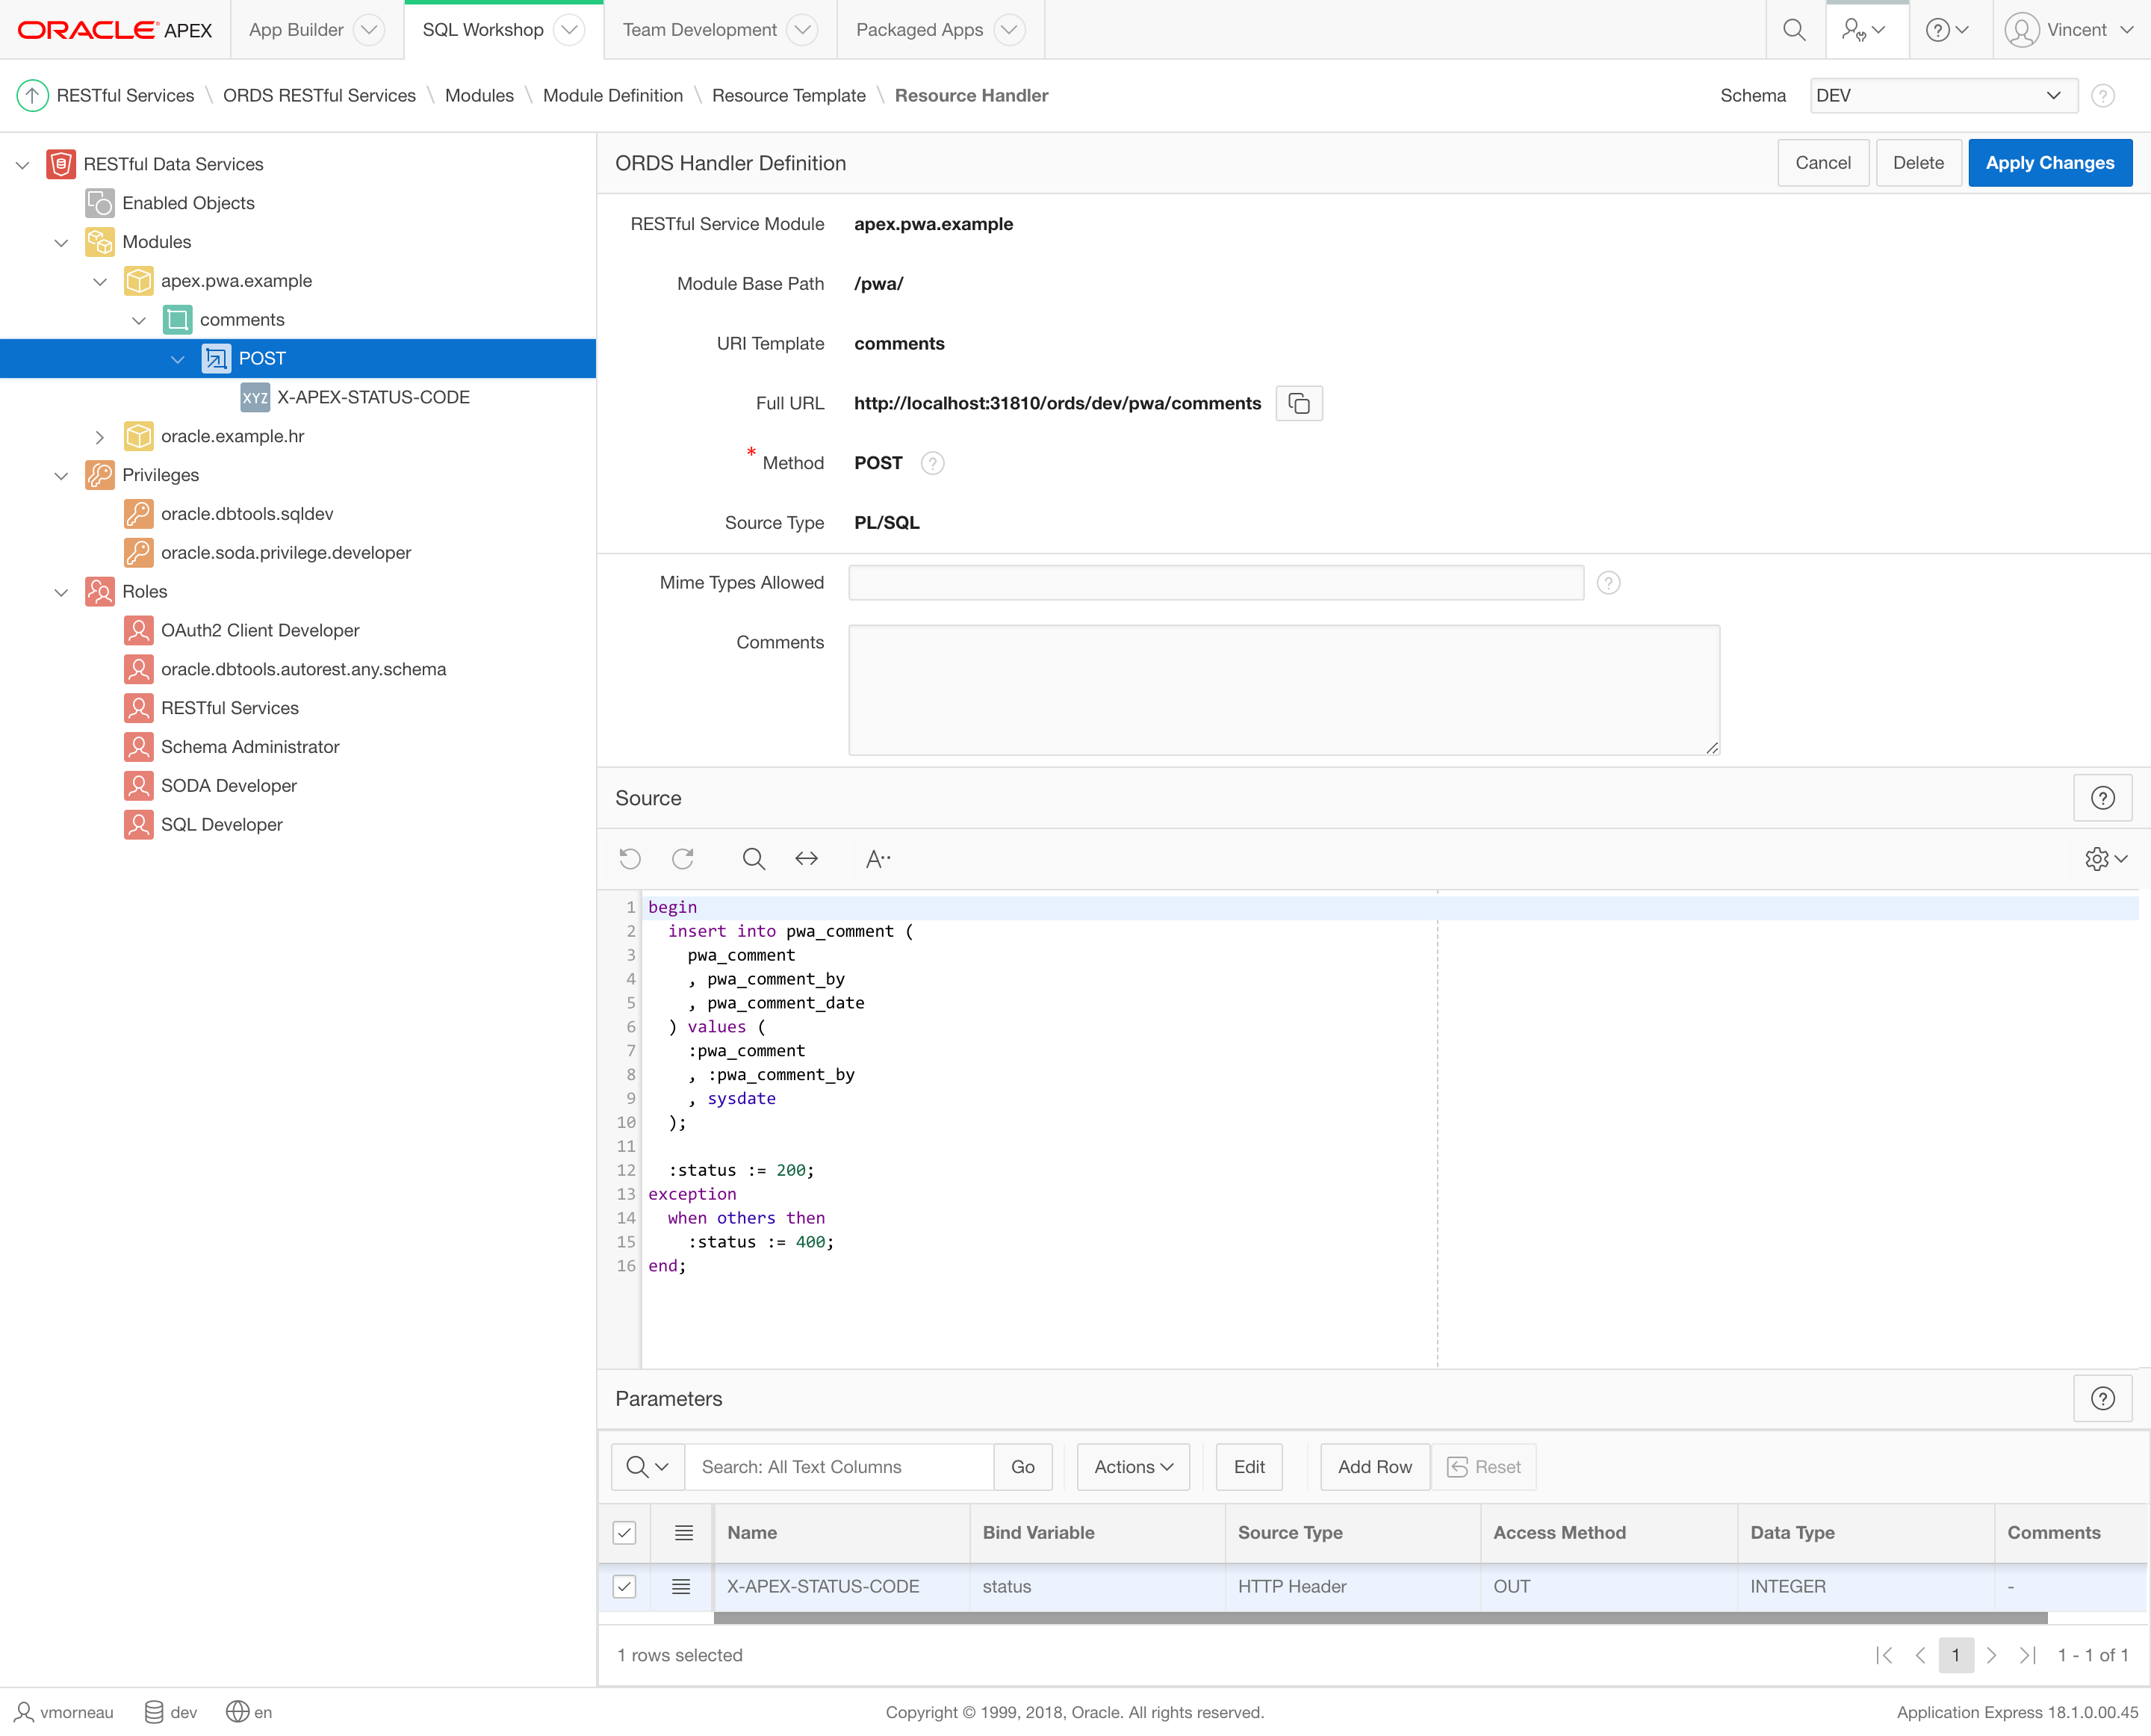 ORACLE APEX App Builder SQL Workshop Team Development Packaged Apps Vincent
RESTful Services \ ORDS RESTful Services \ Modules \ Module Definition \ Resource Template \ Resource Handler Schema DEV
RESTful Data Services
Enabled Objects
Modules
apex.pwa.example
comments
POST
XYZ X-APEX-STATUS-CODE
oracle.example.hr
Privileges
oracle.dbtools.sqldev
oracle.soda.privilege.developer
Roles
OAuth2 Client Developer
oracle.dbtools.autorest.any.schema
RESTful Services
Schema Administrator
SODA Developer
SQL Developer
ORDS Handler Definition Cancel Delete Apply Changes
RESTful Service Module apex.pwa.example
Module Base Path /pwa/
URI Template comments
Full URL http://localhost:31810/ords/dev/pwa/comments
* Method POST ?
Source Type PL/SQL
Mime Types Allowed ?
Comments
Source ?
A··
1 begin
2 insert into pwa_comment (
3 pwa_comment
4 , pwa_comment_by
5 , pwa_comment_date
6 ) values (
7 :pwa_comment
8 , :pwa_comment_by
9 , sysdate
10 );
11
12 :status := 200;
13 exception
14 when others then
15 :status := 400;
16 end;
Parameters ?
Search: All Text Columns Go Actions Edit Add Row Reset
Name Bind Variable Source Type Access Method Data Type Comments
X-APEX-STATUS-CODE status HTTP Header OUT INTEGER -
1 rows selected 1 1 - 1 of 1
vmorneau dev en Copyright © 1999, 2018, Oracle. All rights reserved. Application Express 18.1.0.00.45